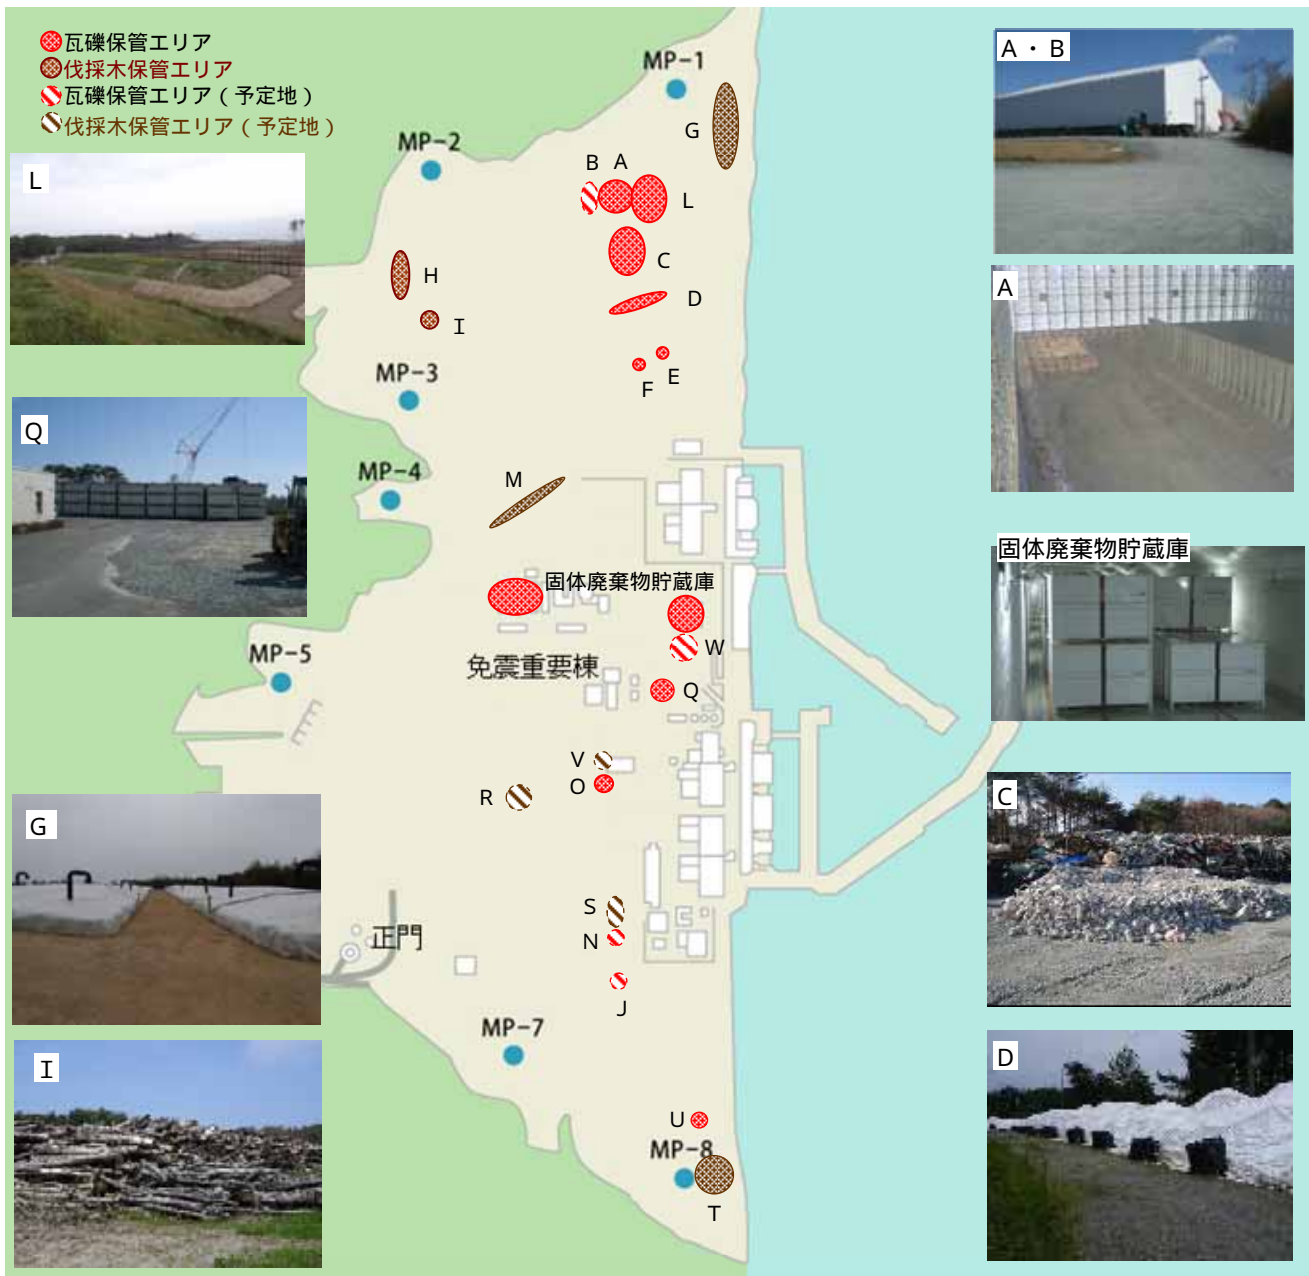 瓦礫保管エリア
伐採木保管エリア
瓦礫保管エリア(予定地)
伐採木保管エリア(予定地)
MP-1
A・B
G
MP-2
B
A
L
L
C
H
D
A
I
MP-3
E
F
Q
MP-4
M
固体廃棄物貯蔵庫
固体廃棄物貯蔵庫
W
MP-5
免震重要棟
Q
V
O
R
C
G
S
N
正門
J
MP-7
D
I
U
MP-8
T